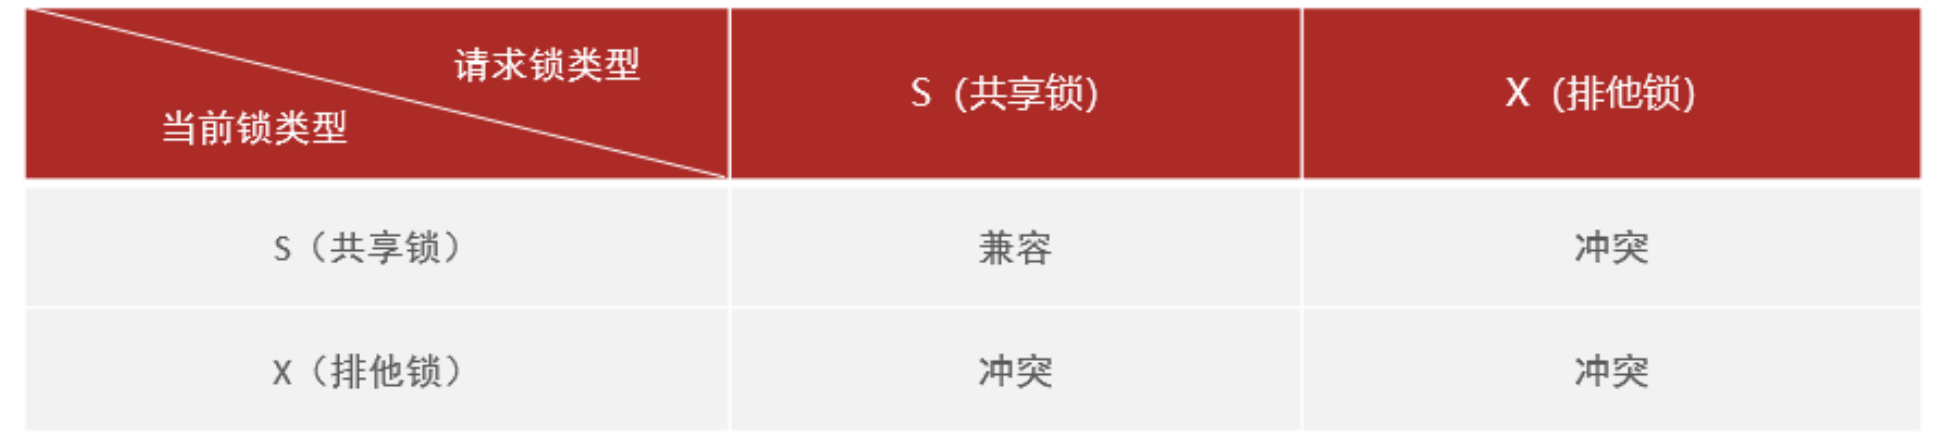 请求锁类型
当前锁类型
S (共享锁)
X (排他锁)
S（共享锁）
兼容
冲突
X（排他锁）
冲突
冲突